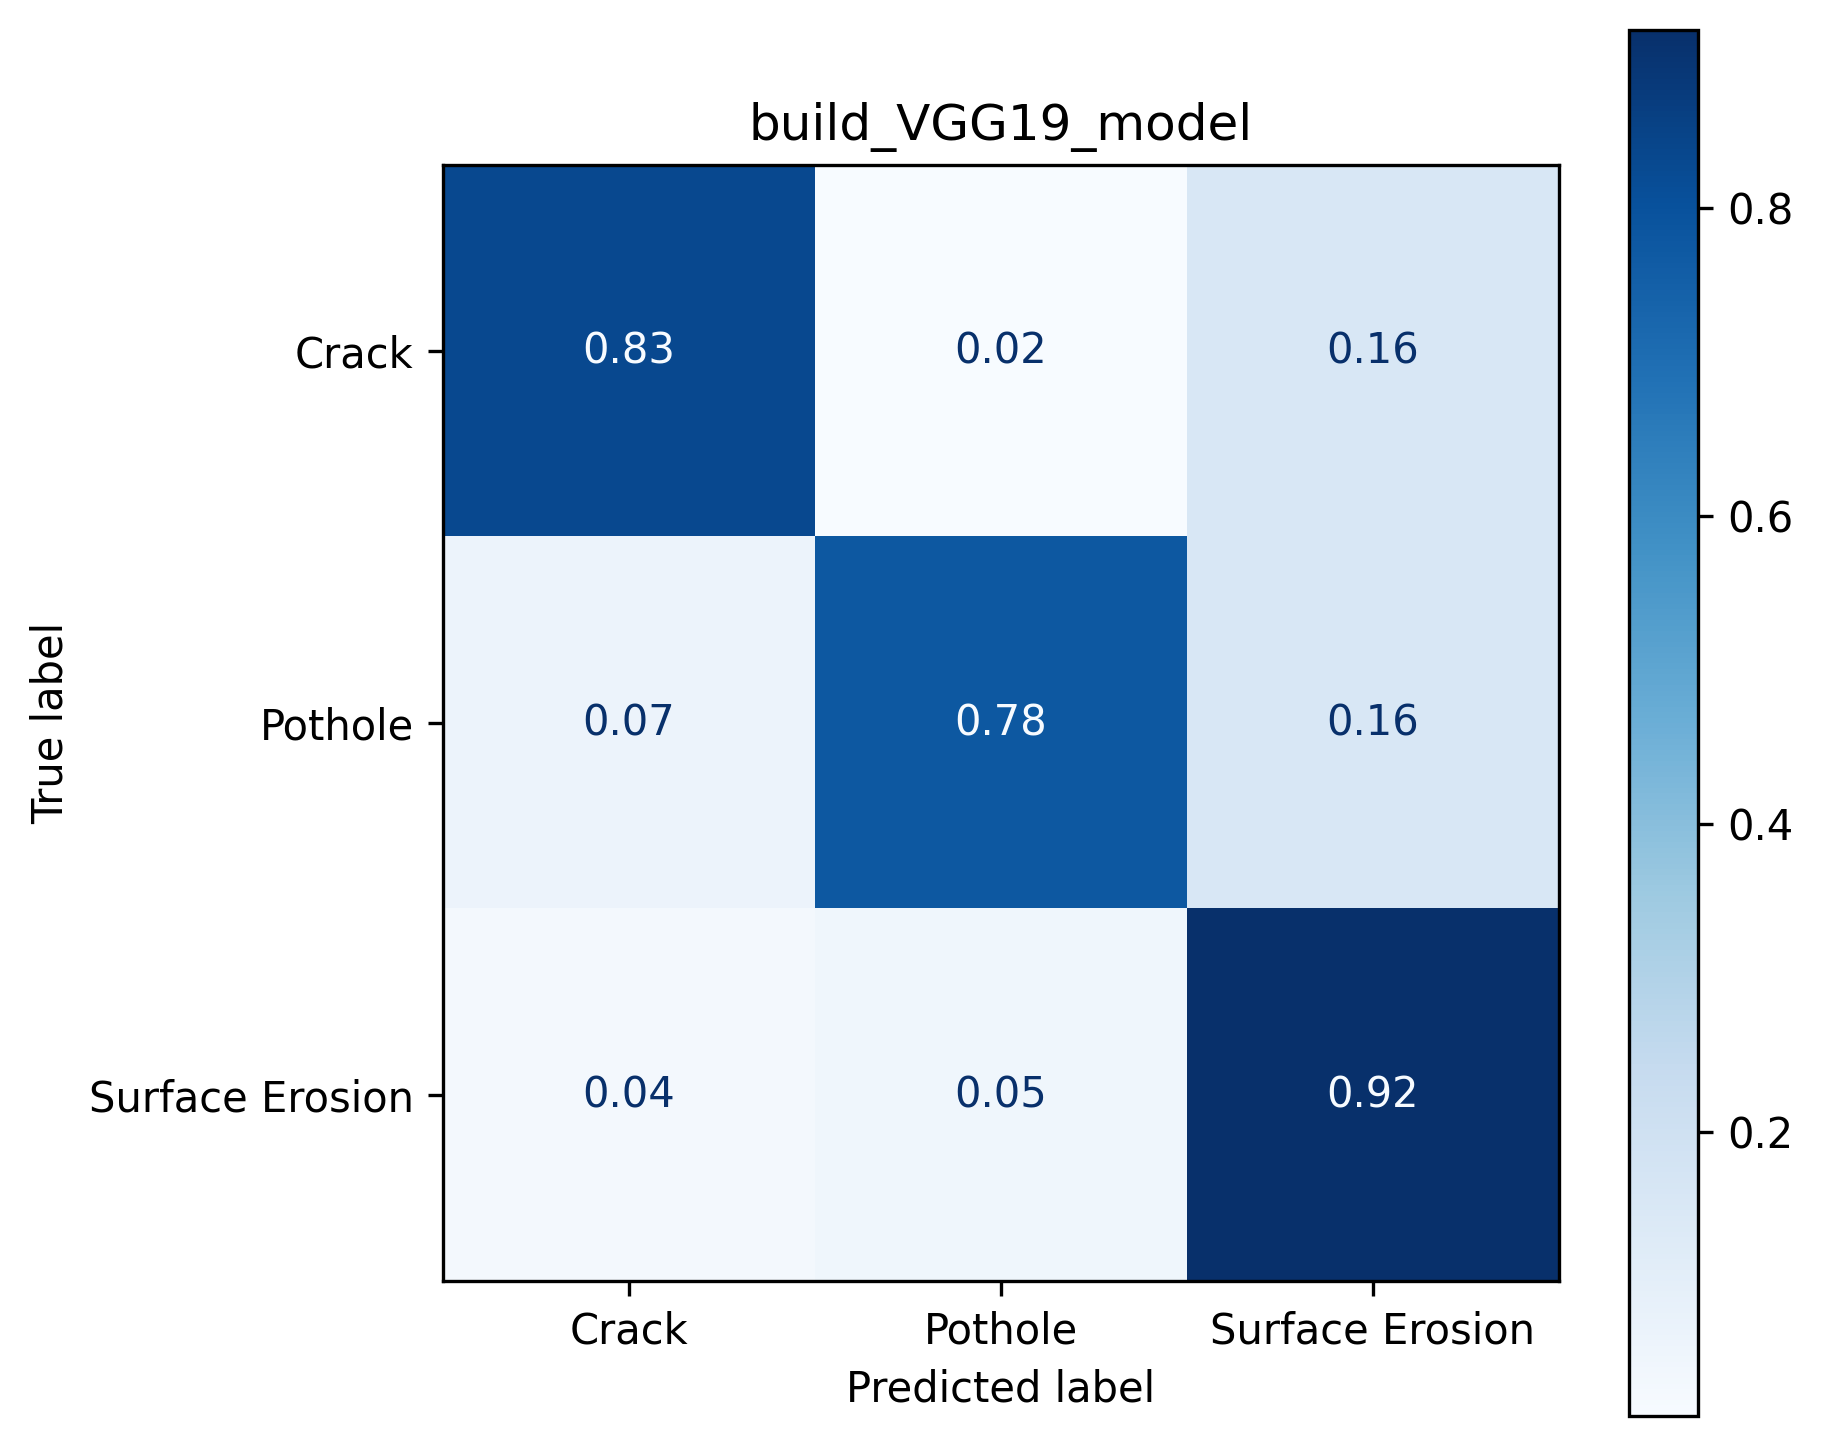 build_VGG19_model
True label
Crack
0.83 0.02 0.16
Pothole
0.07 0.78 0.16
Surface Erosion
0.04 0.05 0.92
Crack Pothole Surface Erosion
Predicted label
0.8
0.6
0.4
0.2